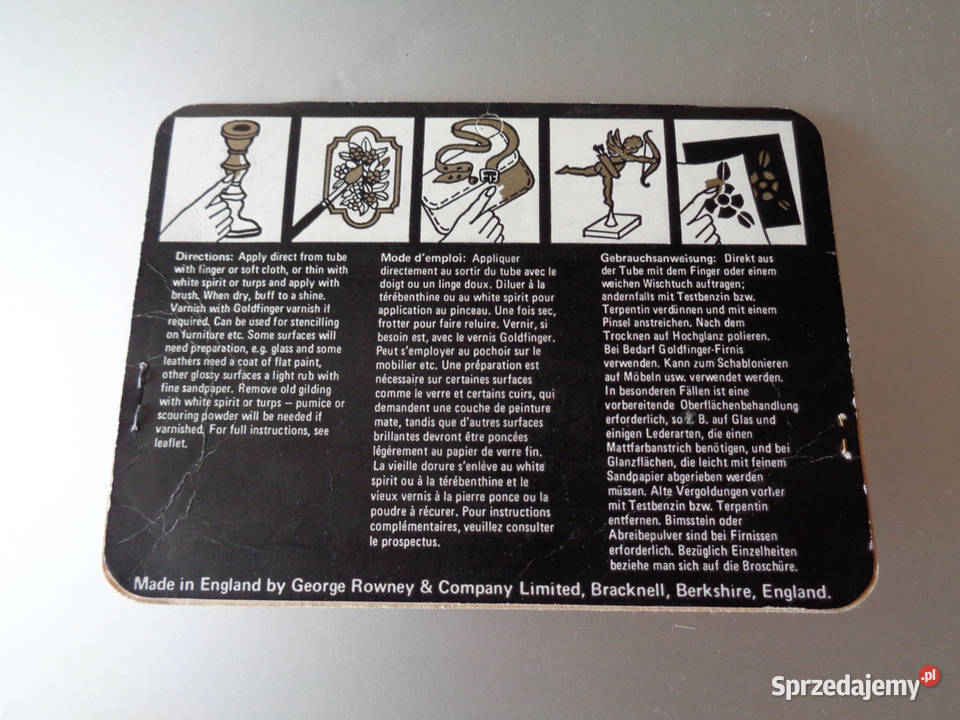 Directions: Apply direct from tube
with finger or soft cloth, or thin with
white spirit or turps and apply with
brush. When dry, buff to a shine.
Varnish with Goldfinger varnish if
required. Can be used for stencilling
on furniture etc. Some surfaces will
need preparation, e.g. glass and some
leathers need a coat of flat paint,
other glossy surfaces a light rub with
fine sandpaper. Remove old gilding
with white spirit or turps – pumice or
scouring powder will be needed if
varnished. For full instructions, see
leaflet.
Mode d'emploi: Appliquer
directement au sortir du tube avec le
doigt ou un linge doux. Diluer à la
térébenthine ou au white spirit pour
application au pinceau. Une fois sec,
frotter pour faire reluire. Vernir, si
besoin est, avec le vernis Goldfinger.
Peut s'employer au pochoir sur le
mobilier etc. Une préparation est
nécessaire sur certaines surfaces
comme le verre et certains cuirs, qui
demandent une couche de peinture
mate, tandis que d'autres surfaces
brillantes devront être poncées
légèrement au papier de verre fin.
La vieille dorure s'enlève au white
spirit ou à la térébenthine et le
vieux vernis à la pierre ponce ou la
poudre à récurer. Pour instructions
complémentaires, veuillez consulter
le prospectus.
Gebrauchsanweisung: Direkt aus
der Tube mit dem Finger oder einem
weichen Wischtuch auftragen;
andernfalls mit Testbenzin bzw.
Terpentin verdünnen und mit einem
Pinsel anstreichen. Nach dem
Trocknen auf Hochglanz polieren.
Bei Bedarf Goldfinger-Firnis
verwenden. Kann zum Schablonieren
auf Möbeln usw. verwendet werden.
In besonderen Fällen ist eine
vorbereitende Oberflächenbehandlung
erforderlich, so z. B. auf Glas und
einigen Lederarten, die einen
Mattfarbanstrich benötigen, und bei
Glanzflächen, die leicht mit feinem
Sandpapier abgerieben werden
müssen. Alte Vergoldungen vorher
mit Testbenzin bzw. Terpentin
entfernen. Bimsstein oder
Abreibepulver sind bei Firnissen
erforderlich. Bezüglich Einzelheiten
beziehe man sich auf die Broschüre.
Made in England by George Rowney & Company Limited, Bracknell, Berkshire, England.
Sprzedajemy.pl